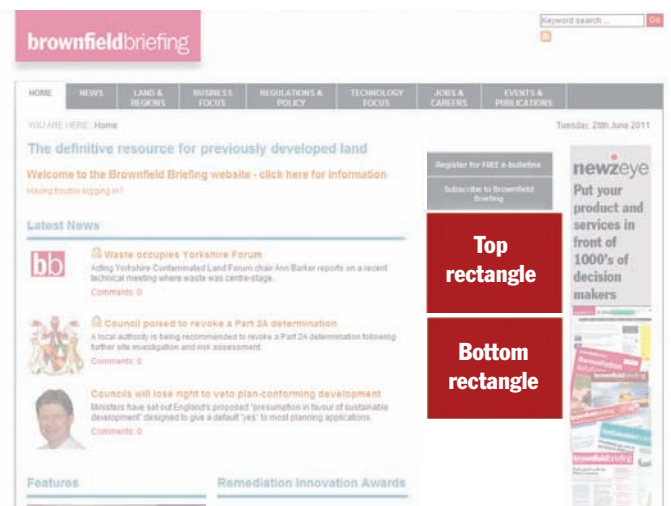 brownfieldbriefing
Keyword search... Go
HOME NEWS LAND & REGIONS BUSINESS FOCUS REGULATIONS & POLICY TECHNOLOGY FOCUS JOBS & CAREERS EVENTS & PUBLICATIONS
YOU ARE HERE: Home
Tuesday, 28th June 2011
The definitive resource for previously developed land
Welcome to the Brownfield Briefing website - click here for information
Having trouble logging in?
Latest News
bb
Waste occupies Yorkshire Forum
Acting Yorkshire Contaminated Land Forum chair Ann Barker reports on a recent
technical meeting where waste was centre-stage.
Comments: 0
Council poised to revoke a Part 2A determination
A local authority is being recommended to revoke a Part 2A determination following
further site investigation and risk assessment.
Comments: 0
Councils will lose right to veto plan-conforming development
Ministers have set out England's proposed "presumption in favour of sustainable
development" designed to give a default "yes" to most planning applications.
Comments: 0
Features
Remediation Innovation Awards
Register for FREE e-bulletins
Subscribe to Brownfield
Briefing
Top
rectangle
Bottom
rectangle
newzeye
Put your
product and
services in
front of
1000's of
decision
makers
Remediation
brownfieldbriefing
brownfieldbriefing